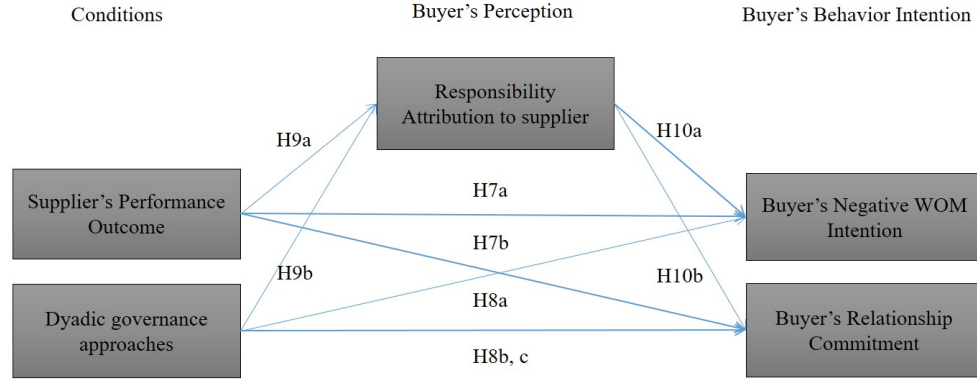 Conditions
Buyer's Perception
Buyer's Behavior Intention
Responsibility
Attribution to supplier
H9a
H10a
Supplier's Performance
Outcome
H7a
Buyer's Negative WOM
Intention
H7b
H9b
H10b
Dyadic governance
approaches
H8a
Buyer's Relationship
Commitment
H8b, c